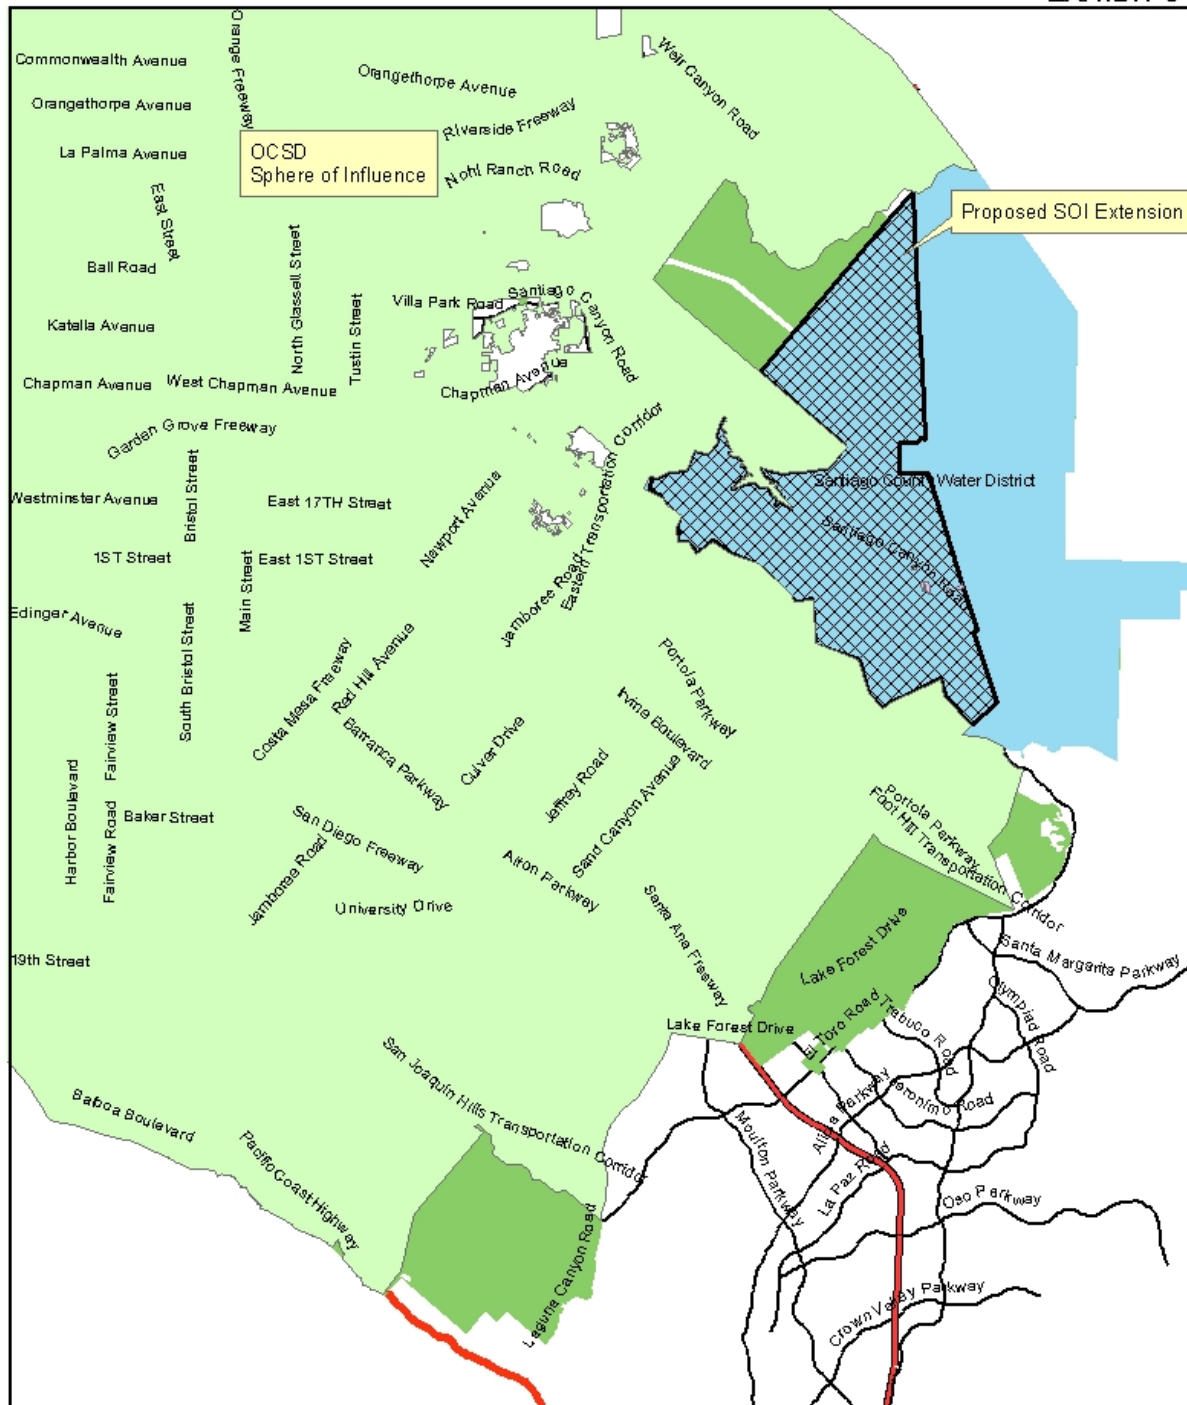 Commonwealth Avenue
Orange Freeway
Orangethorpe Avenue
Weir Canyon Road
Orangethorpe Avenue
Riverside Freeway
La Palma Avenue
OCSD
Sphere of Influence
Nohl Ranch Road
East Street
Proposed SOI Extension
Ball Road
North Glassell Street
Tustin Street
Villa Park Road
Santiago Canyon Road
Katella Avenue
Chapman Avenue
West Chapman Avenue
Chapman Avenue
Garden Grove Freeway
Bristol Street
Westminster Avenue
East 17TH Street
Newport Avenue
Eastern Transportation Corridor
Santiago County Water District
Santiago Canyon Road
1ST Street
Main Street
East 1ST Street
Jamboree Road
Edinger Avenue
South Bristol Street
Costa Mesa Freeway
Red Hill Avenue
Portola Parkway
Fairview Street
Barranca Parkway
Culver Drive
Irvine Boulevard
Harbor Boulevard
Fairview Road
Baker Street
San Diego Freeway
Jeffrey Road
Sand Canyon Avenue
Portola Parkway
Foot Hill Transportation Corridor
Jamboree Road
University Drive
Alton Parkway
Santa Ana Freeway
Lake Forest Drive
19th Street
Santa Margarita Parkway
Olympiad Road
Lake Forest Drive
El Toro Road
Trabuco Road
San Joaquin Hills Transportation Corridor
Balboa Boulevard
Pacific Coast Highway
Moulton Parkway
Alicia Parkway
Jeronimo Road
La Paz Road
Oso Parkway
Laguna Canyon Road
Crown Valley Parkway